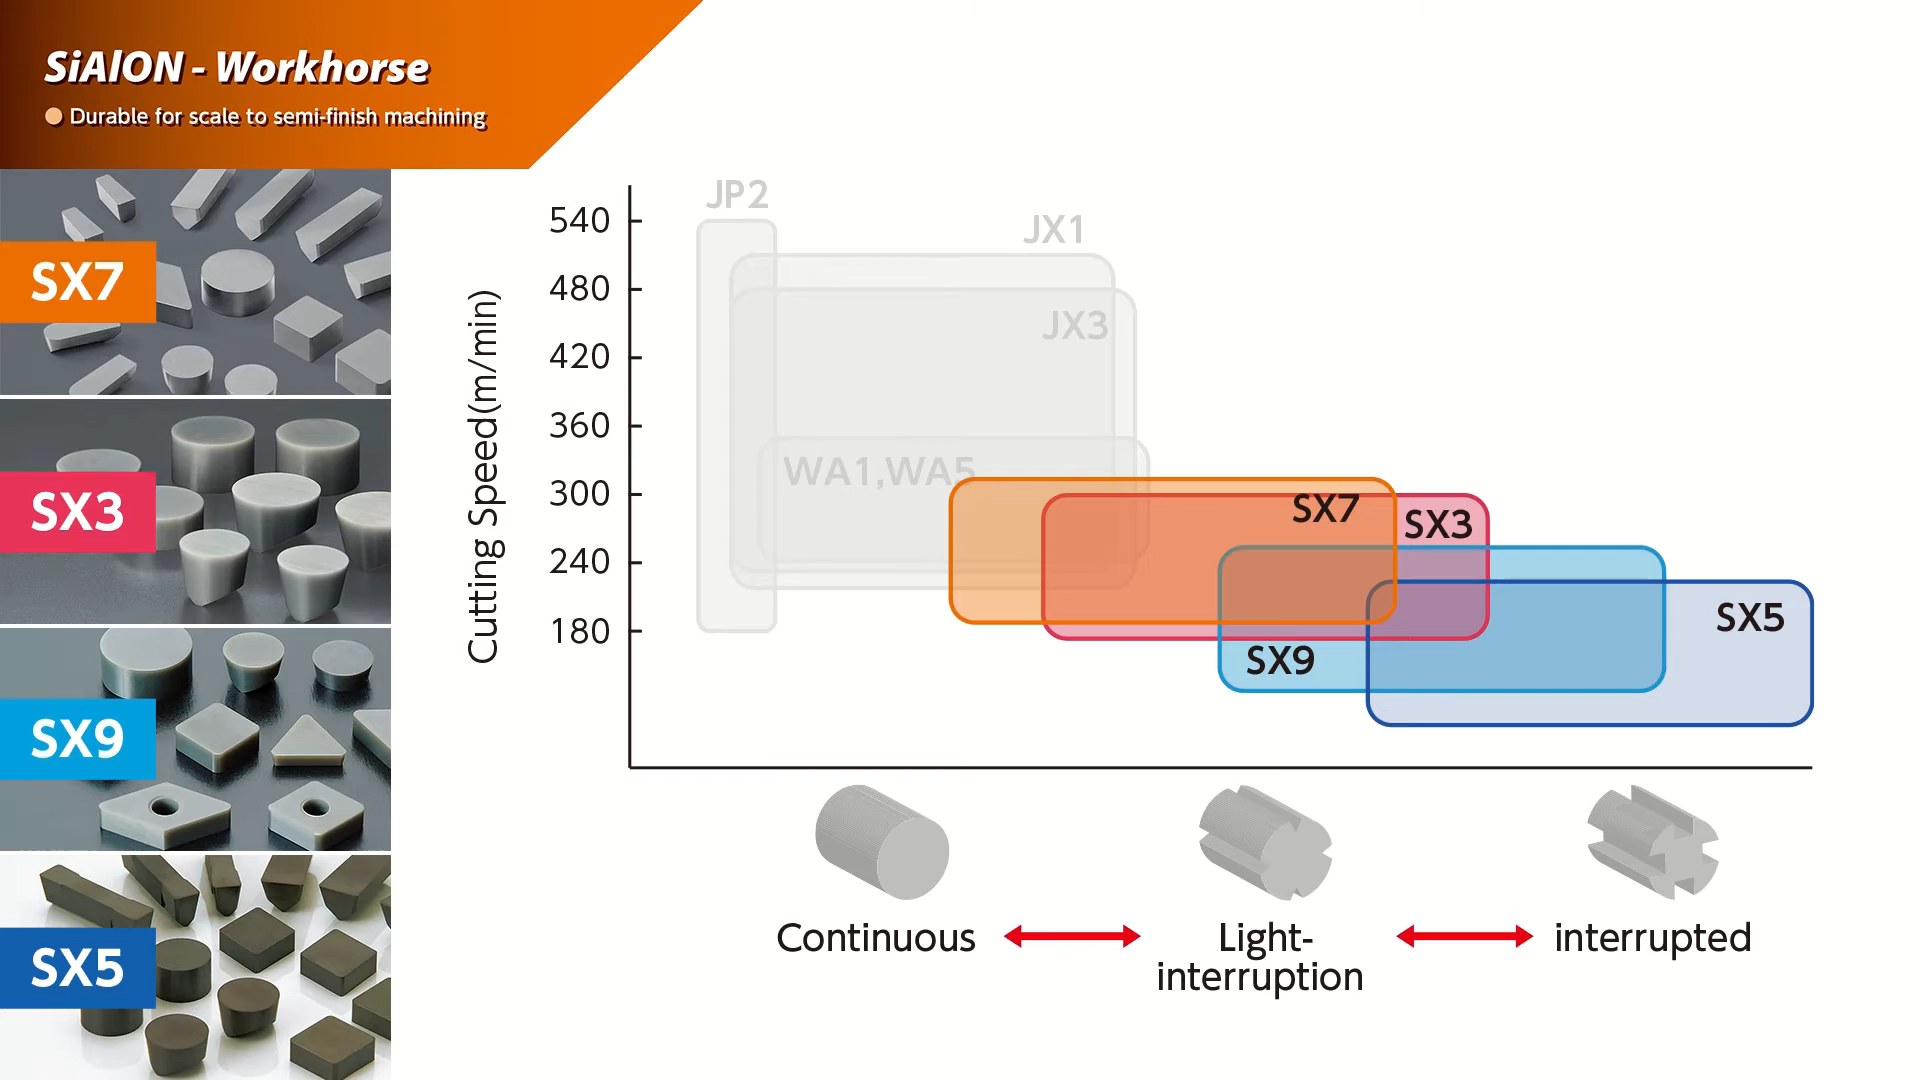 SiAlON - Workhorse
Durable for scale to semi-finish machining
SX7
SX3
SX9
SX5
Cutting Speed(m/min)
540
480
420
360
300
240
180
JP2
JX1
JX3
WA1,WA5
SX7
SX3
SX9
SX5
Continuous
Light-
interruption
interrupted